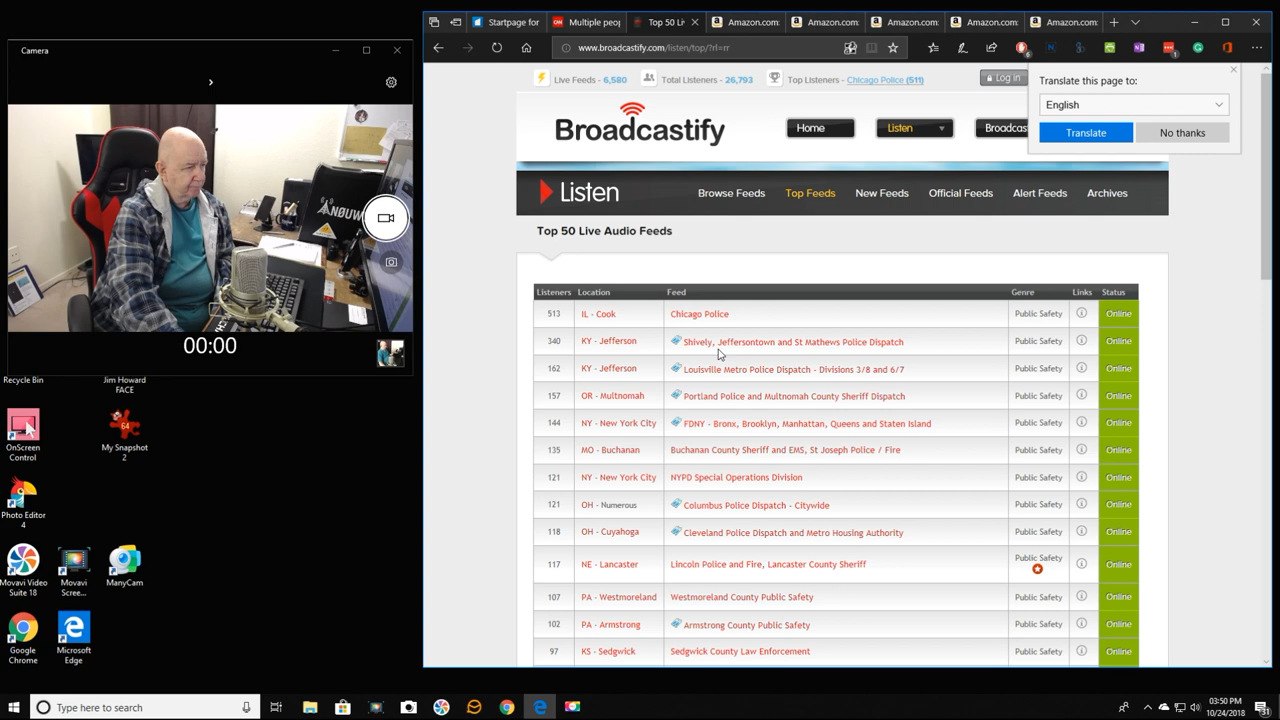 Camera
00:00
ANØUW
Recycle Bin
Jim Howard FACE
OnScreen Control
My Snapshot 2
Photo Editor 4
Movavi Video Suite 18
Movavi Scree...
ManyCam
Google Chrome
Microsoft Edge
Startpage for
Multiple peo
Top 50 Liv
Amazon.com:
Amazon.com:
Amazon.com:
Amazon.com:
Amazon.com:
www.broadcastify.com/listen/top/?rl=rr
Live Feeds - 6,580
Total Listeners - 26,793
Top Listeners - Chicago Police (511)
Log in
Translate this page to:
English
Translate
No thanks
Broadcastify
Home
Listen
Broadcas
Listen
Browse Feeds
Top Feeds
New Feeds
Official Feeds
Alert Feeds
Archives
Top 50 Live Audio Feeds
Listeners Location Feed Genre Links Status
513 IL - Cook Chicago Police Public Safety Online
340 KY - Jefferson Shively, Jeffersontown and St Mathews Police Dispatch Public Safety Online
162 KY - Jefferson Louisville Metro Police Dispatch - Divisions 3/8 and 6/7 Public Safety Online
157 OR - Multnomah Portland Police and Multnomah County Sheriff Dispatch Public Safety Online
144 NY - New York City FDNY - Bronx, Brooklyn, Manhattan, Queens and Staten Island Public Safety Online
135 MO - Buchanan Buchanan County Sheriff and EMS, St Joseph Police / Fire Public Safety Online
121 NY - New York City NYPD Special Operations Division Public Safety Online
121 OH - Numerous Columbus Police Dispatch - Citywide Public Safety Online
118 OH - Cuyahoga Cleveland Police Dispatch and Metro Housing Authority Public Safety Online
117 NE - Lancaster Lincoln Police and Fire, Lancaster County Sheriff Public Safety Online
107 PA - Westmoreland Westmoreland County Public Safety Public Safety Online
102 PA - Armstrong Armstrong County Public Safety Public Safety Online
97 KS - Sedgwick Sedgwick County Law Enforcement Public Safety Online
Type here to search
03:50 PM
10/24/2018